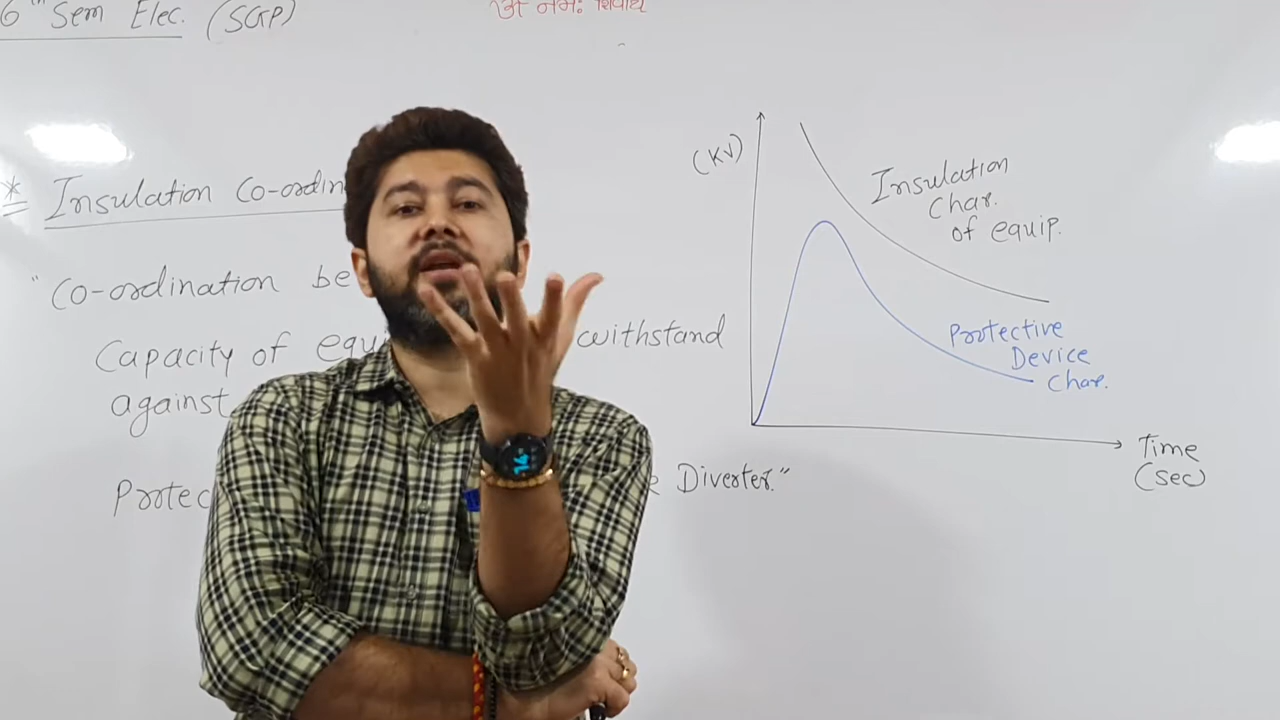 6th Sem Elec. (SGP)
ॐ नमः शिवाय
* Insulation Co-ordin
"Co-ordination be
Capacity of equi withstand
against
Protec Diverter."
(KV)
Insulation
Char.
of equip.
Protective
Device
Char.
Time
(sec)